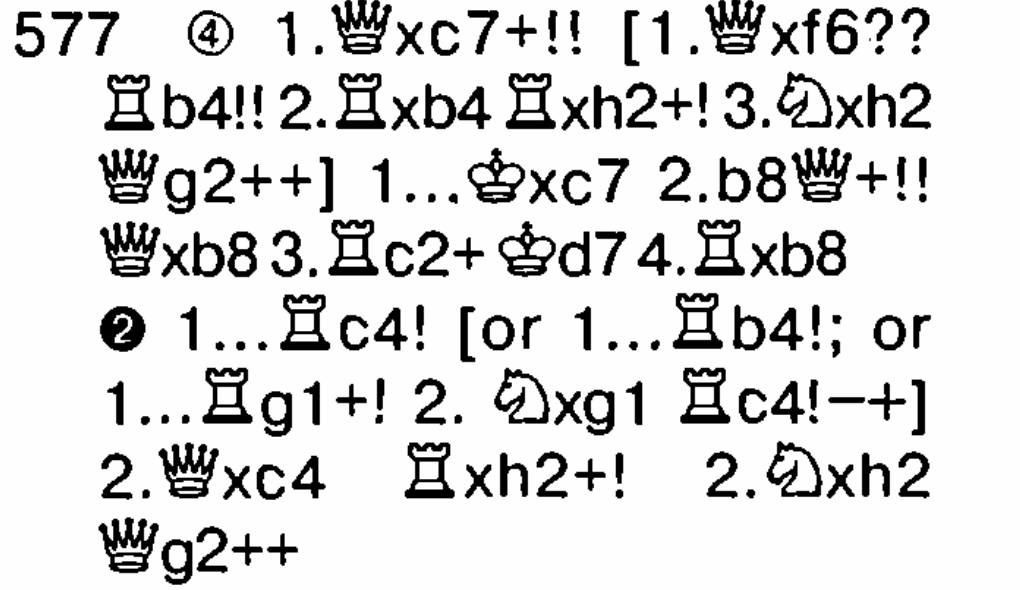 577 ④ 1.♕xc7+!! [1.♕xf6??
♖b4!! 2.♖xb4 ♖xh2+! 3.♘xh2
♕g2++] 1...♔xc7 2.b8♕+!!
♕xb8 3.♖c2+ ♔d7 4.♖xb8
❷ 1...♖c4! [or 1...♖b4!; or
1...♖g1+! 2. ♘xg1 ♖c4!−+]
2.♕xc4 ♖xh2+! 2.♘xh2
♕g2++